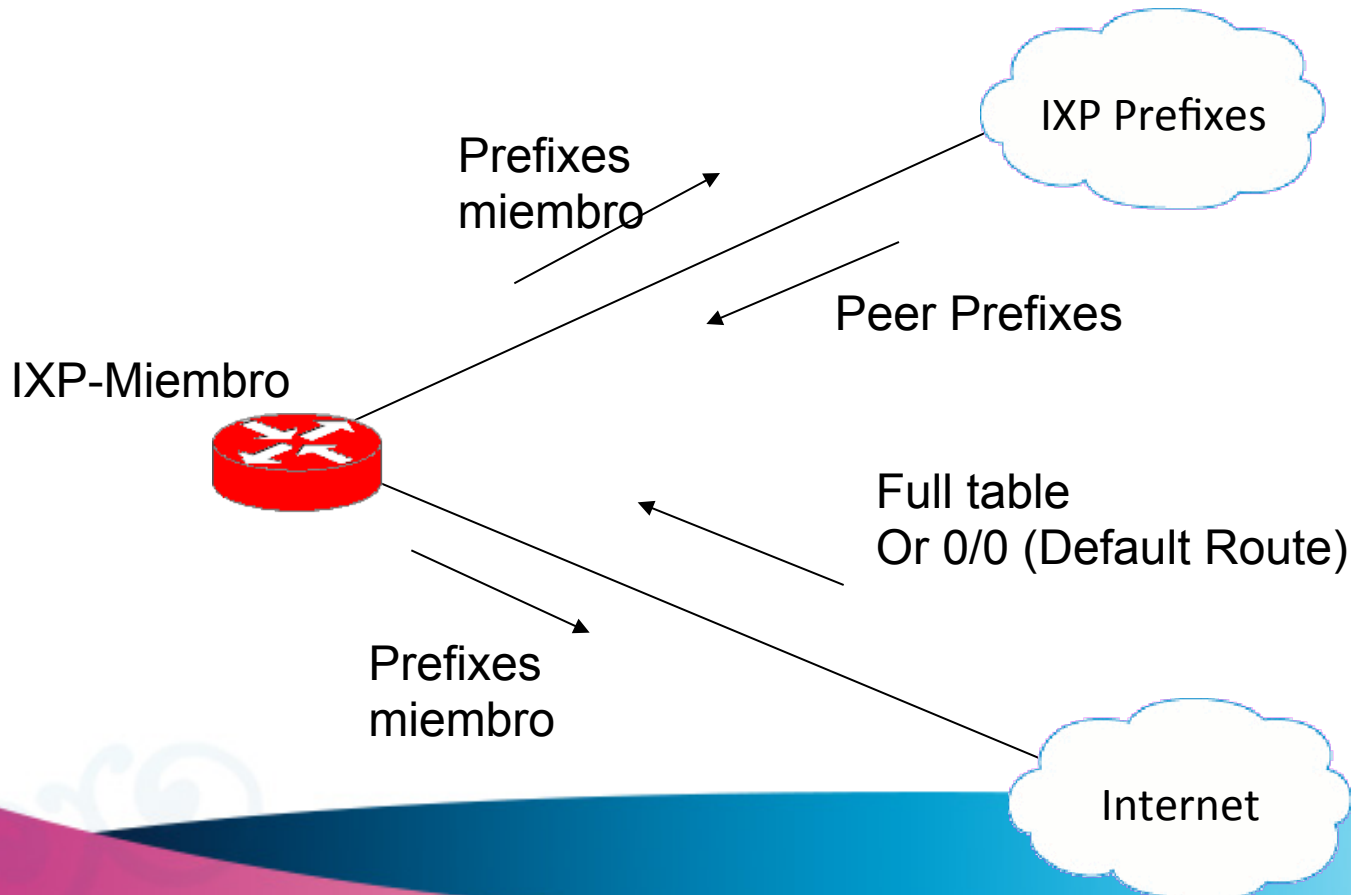 IXP Prefixes
Prefixes
miembro
Peer Prefixes
IXP-Miembro
Full table
Or 0/0 (Default Route)
Prefixes
miembro
Internet